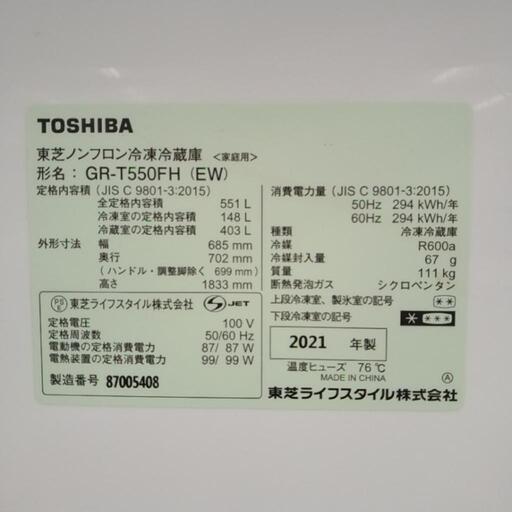 TOSHIBA
東芝ノンフロン冷凍冷蔵庫 <家庭用>
形名: GR-T550FH (EW)
定格内容積 (JIS C 9801-3:2015)
全定格内容積 551 L
冷凍室の定格内容積 148 L
冷蔵室の定格内容積 403 L
外形寸法 幅 685 mm
奥行 702 mm
(ハンドル・調整脚除く 699 mm)
高さ 1833 mm
PS E 東芝ライフスタイル株式会社 S JET
定格電圧 100 V
定格周波数 50/60 Hz
電動機の定格消費電力 87/ 87 W
電熱装置の定格消費電力 99/ 99 W
製造番号 87005408
消費電力量 (JIS C 9801-3:2015)
50Hz 294 kWh/年
60Hz 294 kWh/年
種類 冷凍冷蔵庫
冷媒 R600a
冷媒封入量 67 g
質量 111 kg
断熱発泡ガス シクロペンタン
上段冷凍室、製氷室の記号 **
下段冷凍室の記号 * ***
2021 年製
温度ヒューズ 76℃
MADE IN CHINA Ⓐ
東芝ライフスタイル株式会社